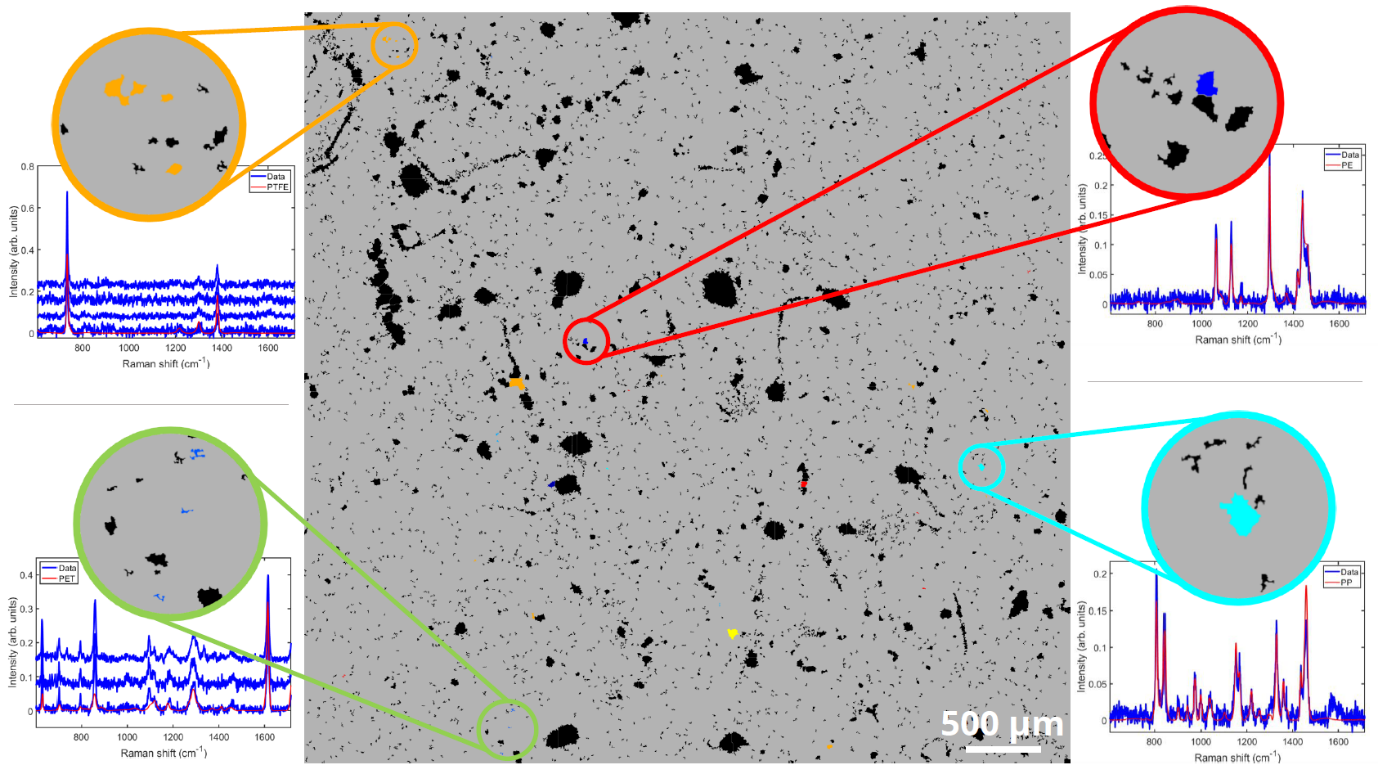 0.8
0.6
0.4
0.2
0
Intensity (arb. units)
Data
PTFE
800
1000
1200
1400
1600
Raman shift (cm-1)
0.25
0.2
0.15
0.1
0.05
0
Intensity (arb. units)
Data
PE
800
1000
1200
1400
1600
Raman shift (cm-1)
0.4
0.3
0.2
0.1
0
Intensity (arb. units)
Data
PET
800
1000
1200
1400
1600
Raman shift (cm-1)
500 µm
0.2
0.15
0.1
0.05
0
Intensity (arb. units)
Data
PP
800
1000
1200
1400
1600
Raman shift (cm-1)